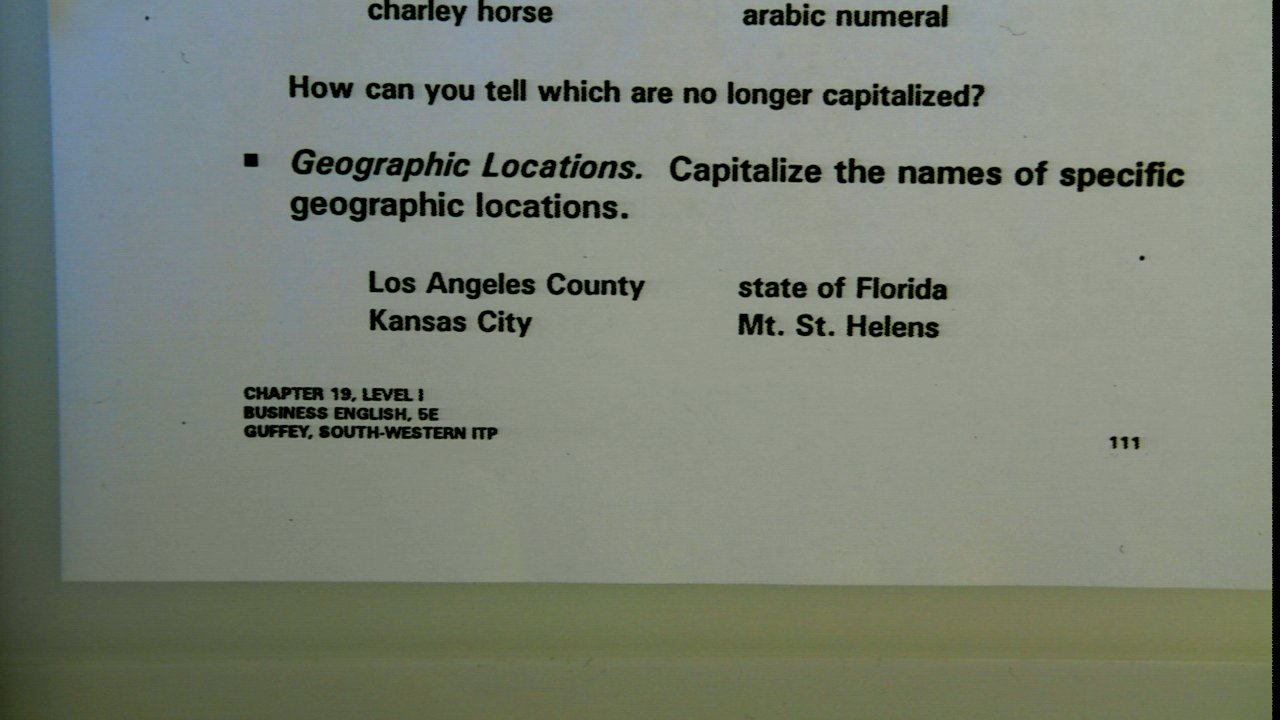 charley horse arabic numeral
How can you tell which are no longer capitalized?
■ Geographic Locations. Capitalize the names of specific
geographic locations.
Los Angeles County state of Florida
Kansas City Mt. St. Helens
CHAPTER 19, LEVEL I
BUSINESS ENGLISH, 5E
GUFFEY, SOUTH-WESTERN ITP
111